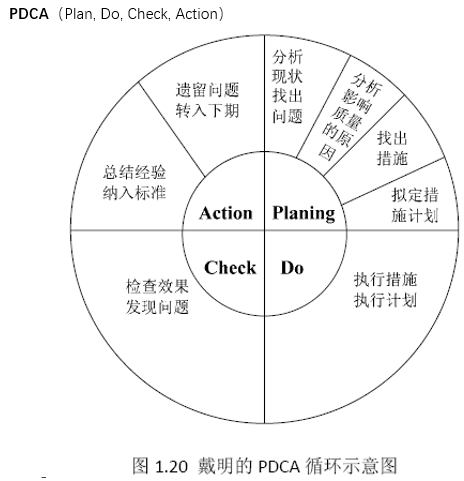 PDCA（Plan, Do, Check, Action）
遗留问题
转入下期
分析
现状
找出
问题
分析
影响
质量
的原
因
找出
措施
拟定措
施计划
总结经验
纳入标准
Action
Planing
Check
Do
检查效果
发现问题
执行措施
执行计划
图 1.20 戴明的 PDCA 循环示意图